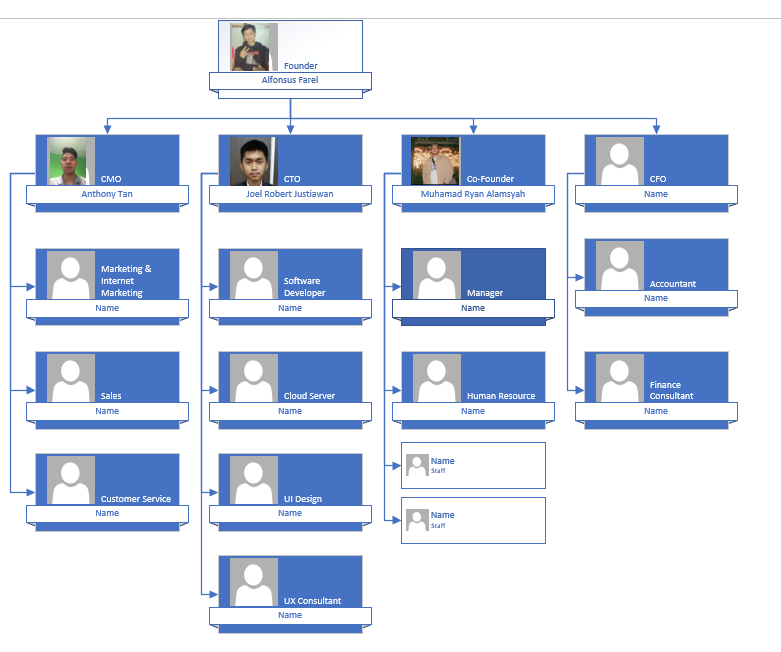 Founder
Alfonsus Farel
CMO
Anthony Tan
CTO
Joel Robert Justiawan
Co-Founder
Muhamad Ryan Alamsyah
CFO
Name
Marketing &
Internet
Marketing
Name
Software
Developer
Name
Manager
Name
Accountant
Name
Sales
Name
Cloud Server
Name
Human Resource
Name
Finance
Consultant
Name
Name
Staff
Customer Service
Name
UI Design
Name
Name
Staff
UX Consultant
Name